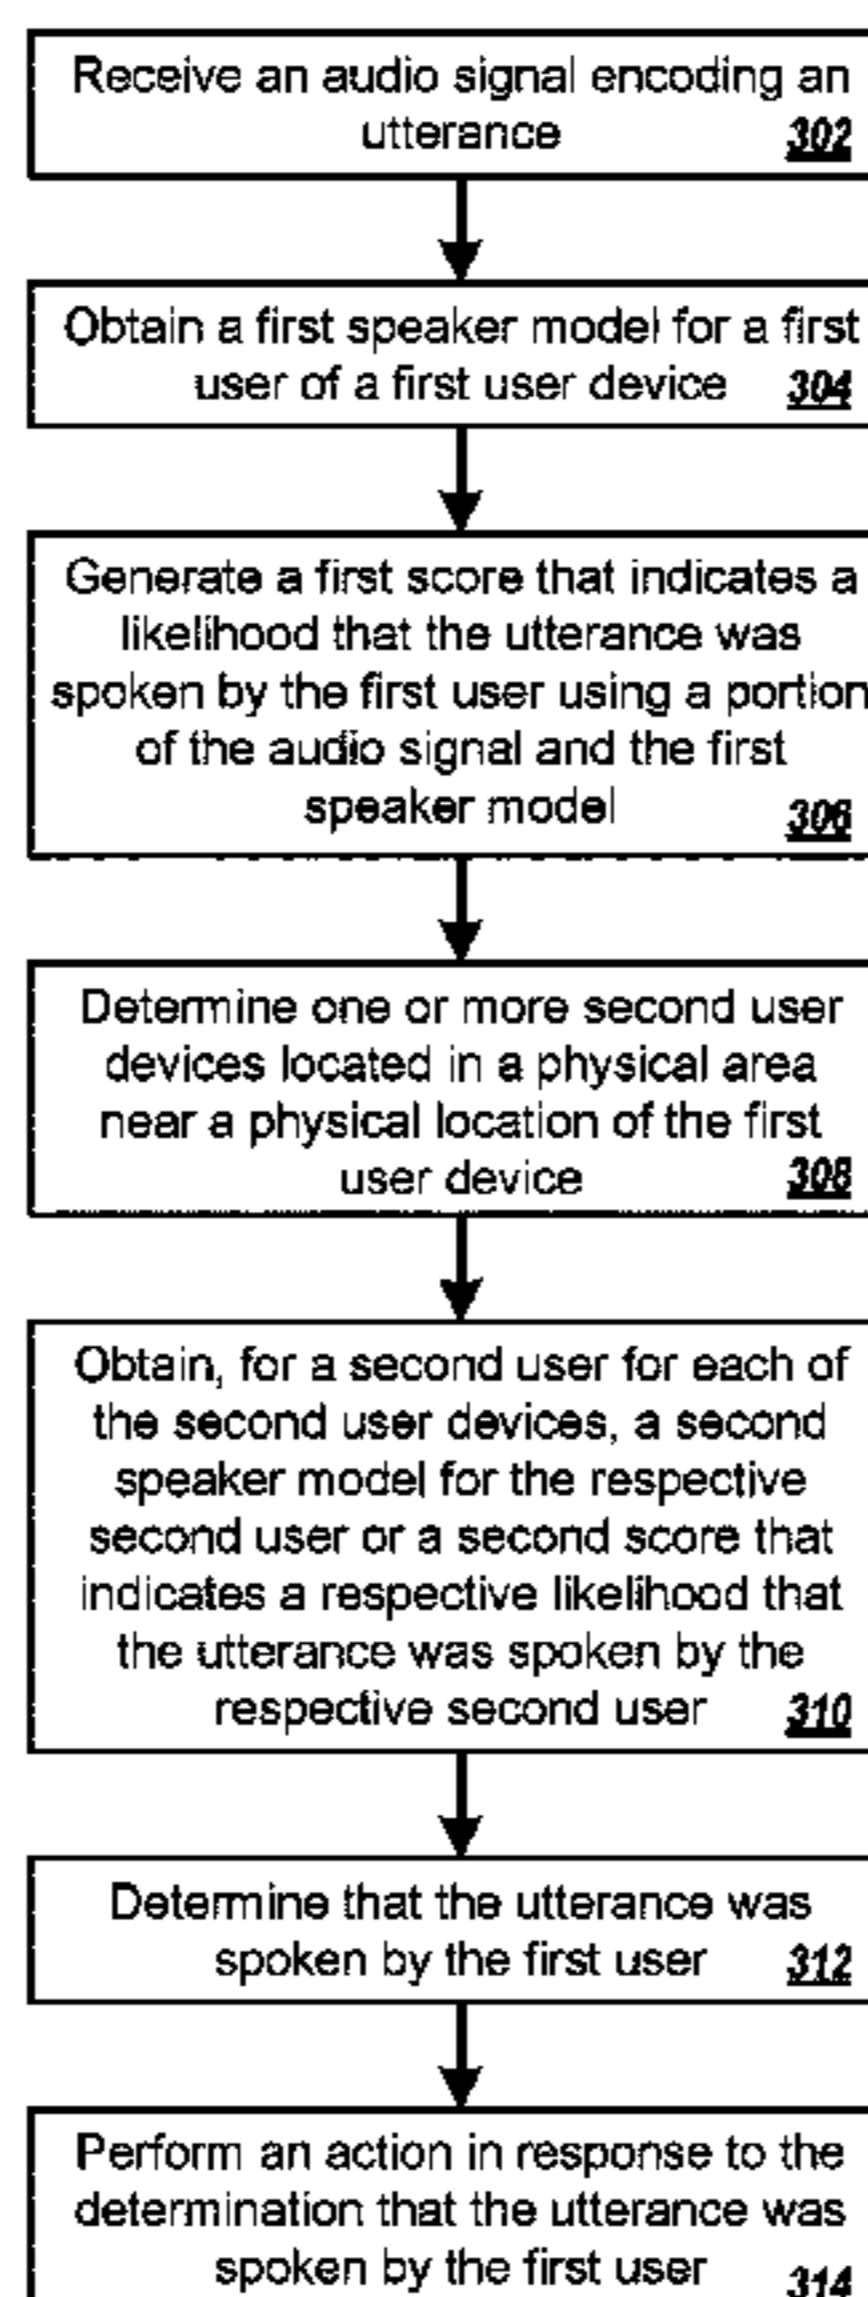 Receive an audio signal encoding an
utterance 302
Obtain a first speaker model for a first
user of a first user device 304
Generate a first score that indicates a
likelihood that the utterance was
spoken by the first user using a portion
of the audio signal and the first
speaker model 306
Determine one or more second user
devices located in a physical area
near a physical location of the first
user device 308
Obtain, for a second user for each of
the second user devices, a second
speaker model for the respective
second user or a second score that
indicates a respective likelihood that
the utterance was spoken by the
respective second user 310
Determine that the utterance was
spoken by the first user 312
Perform an action in response to the
determination that the utterance was
spoken by the first user 314